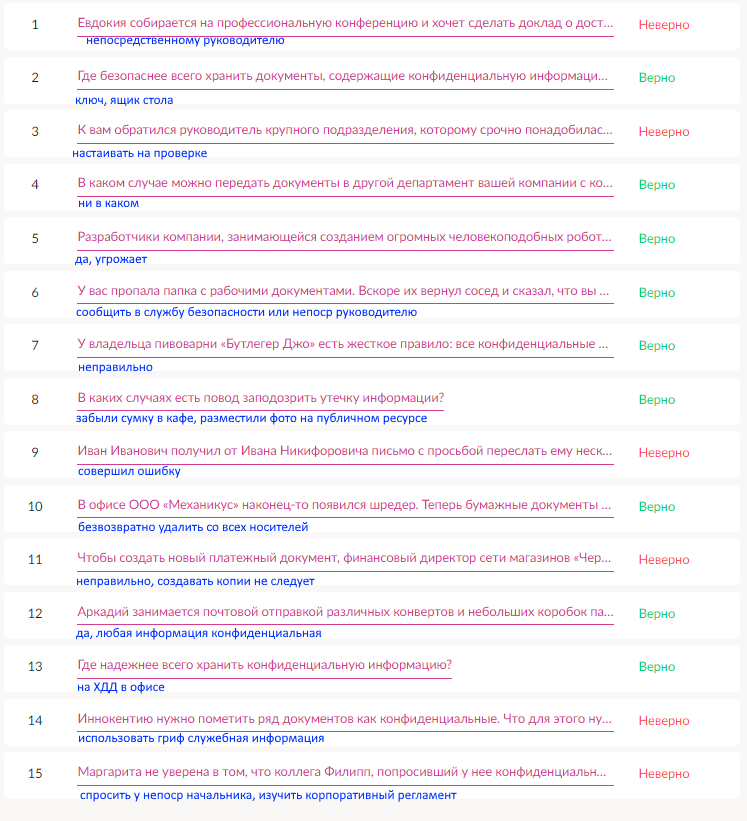 1 Евдокия собирается на профессиональную конференцию и хочет сделать доклад о дост... Неверно
непосредственному руководителю
2 Где безопаснее всего хранить документы, содержащие конфиденциальную информаци... Верно
ключ, ящик стола
3 К вам обратился руководитель крупного подразделения, которому срочно понадобилас... Неверно
настаивать на проверке
4 В каком случае можно передать документы в другой департамент вашей компании с ко... Верно
ни в каком
5 Разработчики компании, занимающейся созданием огромных человекоподобных робот... Верно
да, угрожает
6 У вас пропала папка с рабочими документами. Вскоре их вернул сосед и сказал, что вы ... Верно
сообщить в службу безопасности или непоср руководителю
7 У владельца пивоварни «Бутлегер Джо» есть жесткое правило: все конфиденциальные ... Верно
неправильно
8 В каких случаях есть повод заподозрить утечку информации? Верно
забыли сумку в кафе, разместили фото на публичном ресурсе
9 Иван Иванович получил от Ивана Никифоровича письмо с просьбой переслать ему неск... Неверно
совершил ошибку
10 В офисе ООО «Механикус» наконец-то появился шредер. Теперь бумажные документы ... Верно
безвозвратно удалить со всех носителей
11 Чтобы создать новый платежный документ, финансовый директор сети магазинов «Чер... Неверно
неправильно, создавать копии не следует
12 Аркадий занимается почтовой отправкой различных конвертов и небольших коробок па... Верно
да, любая информация конфиденциальная
13 Где надежнее всего хранить конфиденциальную информацию? Верно
на ХДД в офисе
14 Иннокентию нужно пометить ряд документов как конфиденциальные. Что для этого ну... Неверно
использовать гриф служебная информация
15 Маргарита не уверена в том, что коллега Филипп, попросивший у нее конфиденциальн... Неверно
спросить у непоср начальника, изучить корпоративный регламент